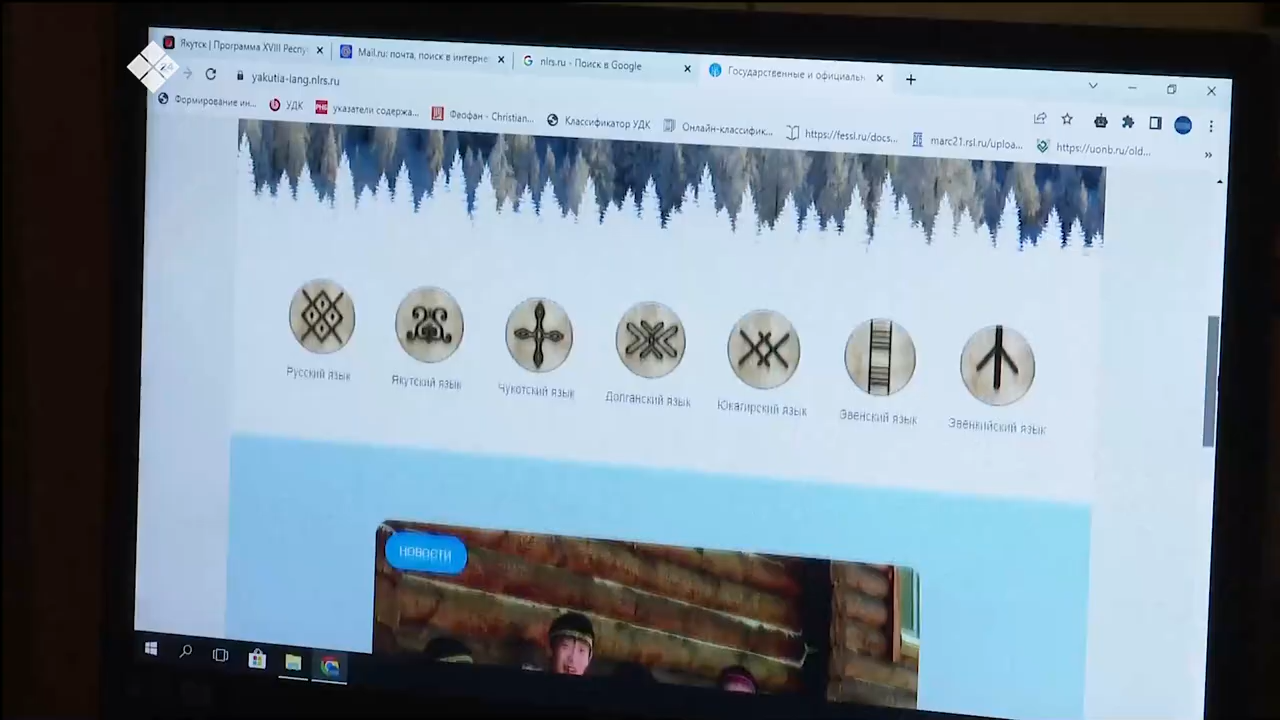 Якутск | Программа XVIII Респу
Mail.ru: почта, поиск в интерне
nlrs.ru - Поиск в Google
Государственные и официальн
24
yakutia-lang.nlrs.ru
Формирование ин...
УДК
указатели содержа...
Феофан - Christian...
Классификатор УДК
Онлайн-классифик...
https://fessl.ru/docs...
marc21.rsl.ru/uploa...
https://uonb.ru/old...
Русский язык
Якутский язык
Чукотский язык
Долганский язык
Юкагирский язык
Эвенский язык
Эвенкийский язык
НОВОСТИ